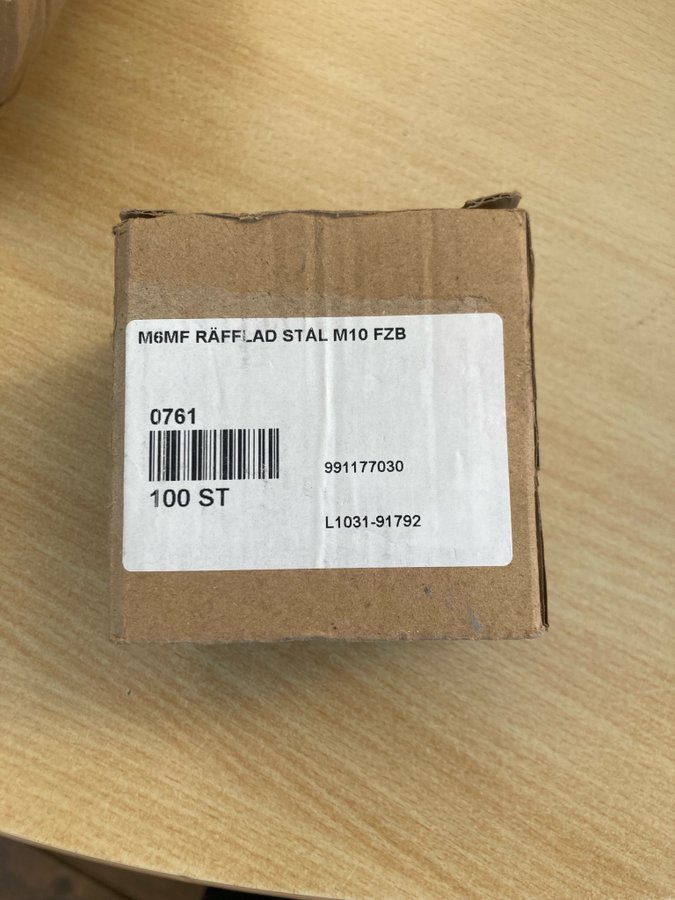 M6MF RÄFFLAD STÅL M10 FZB
0761
100 ST
991177030
L1031-91792